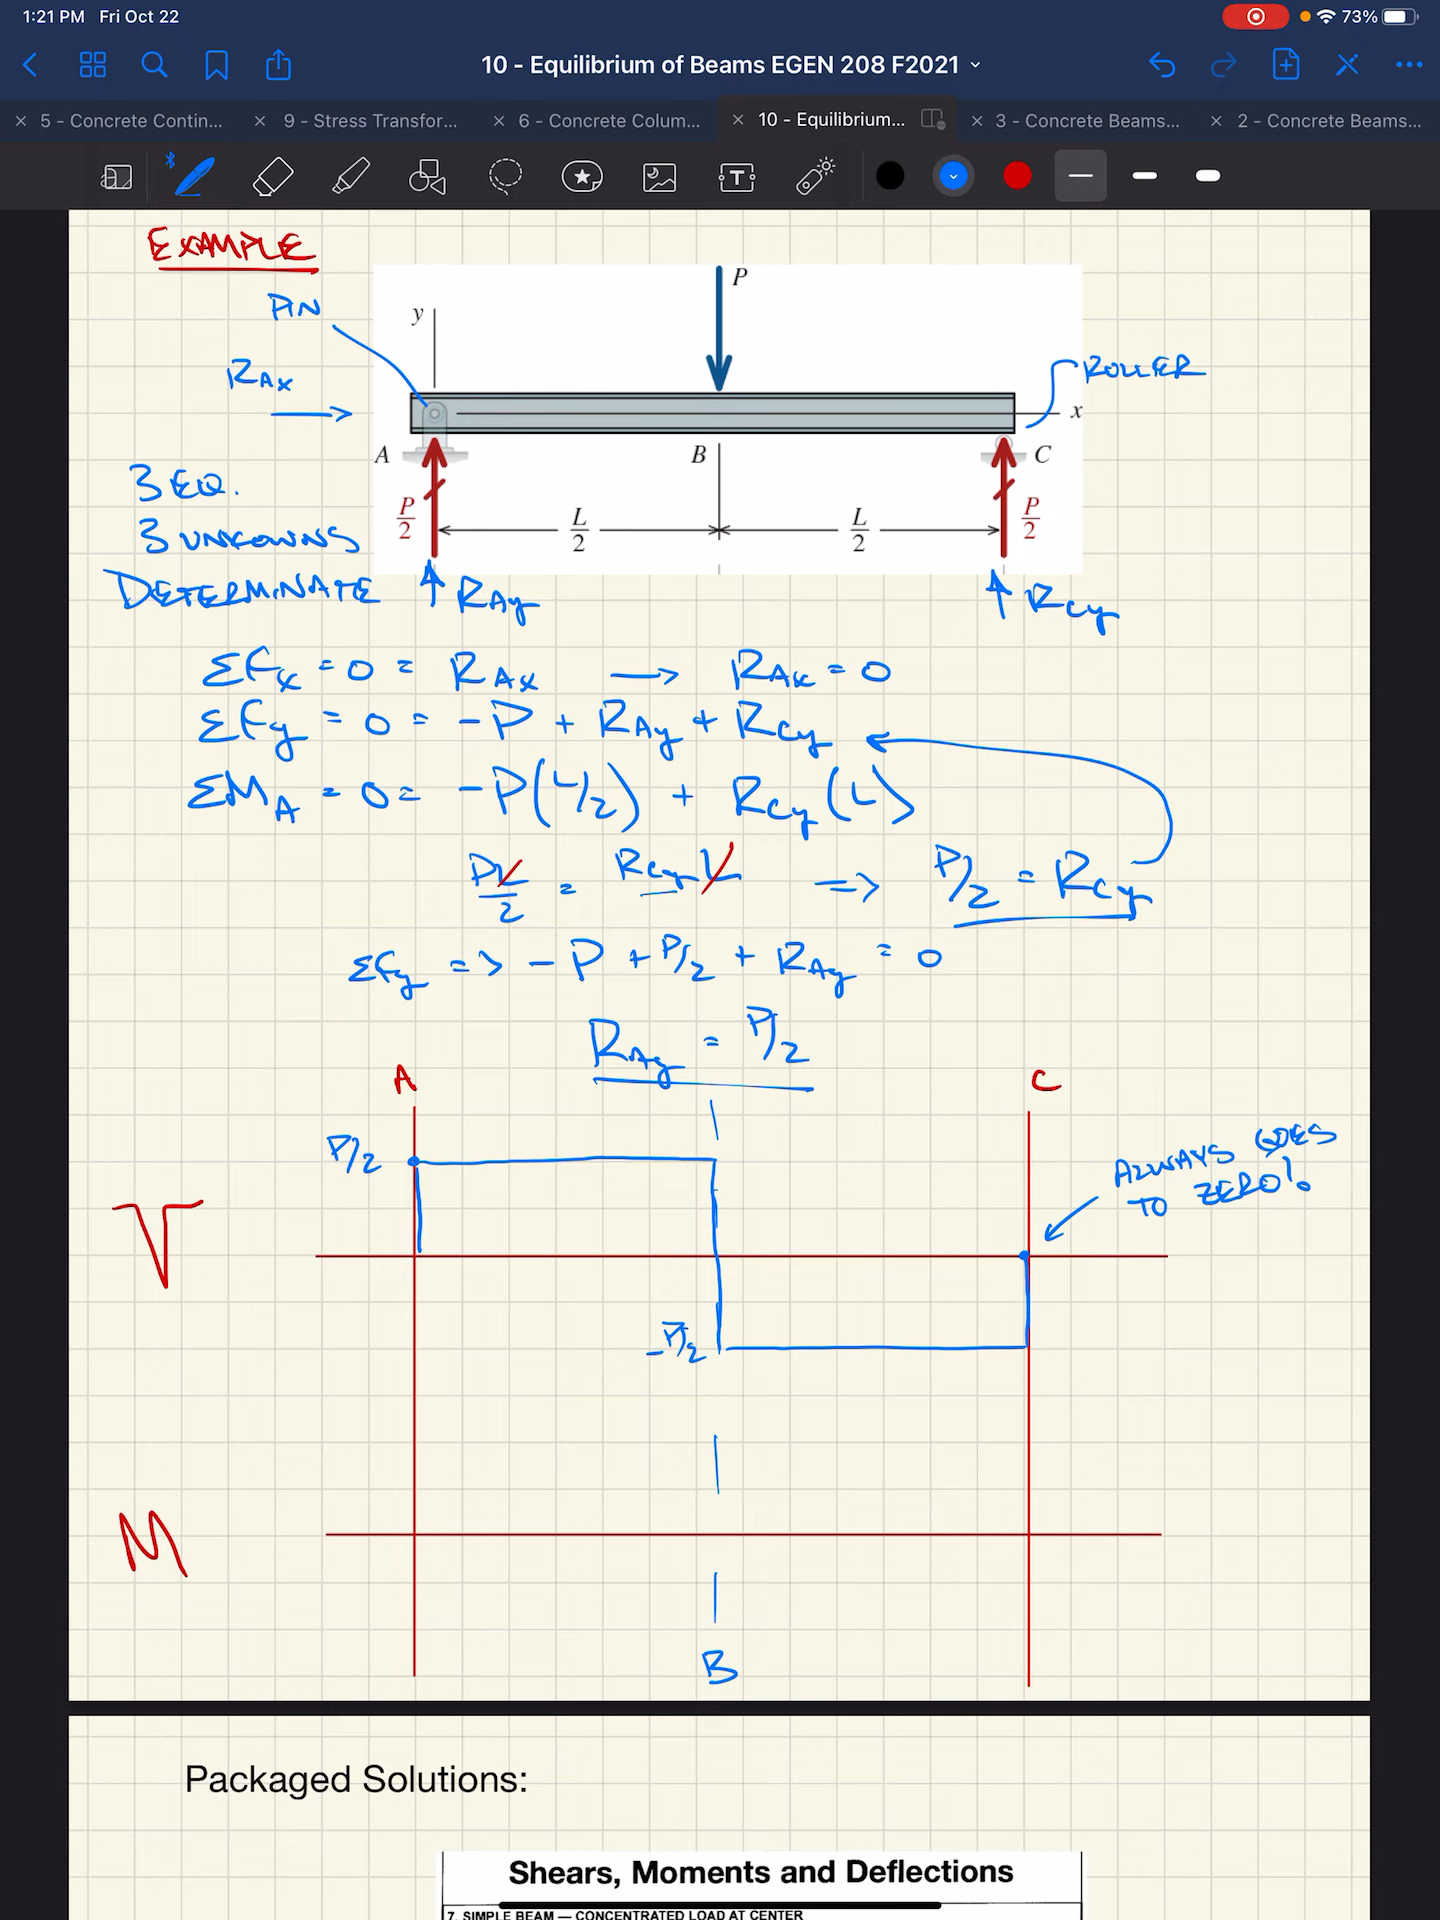 1:21 PM Fri Oct 22
73%
10 - Equilibrium of Beams EGEN 208 F2021
5 - Concrete Contin...
9 - Stress Transfor...
6 - Concrete Colum...
10 - Equilibrium...
3 - Concrete Beams...
2 - Concrete Beams...
EXAMPLE
PIN
P
y
RAx
ROLLER
x
A
B
C
3 EQ.
P/2
L/2
L/2
P/2
3 UNKOWNS
DETERMINATE
RAy
RCy
ΣFx = 0 = RAx → RAx = 0
ΣFy = 0 = -P + RAy + RCy
ΣMA = 0 = -P(L/2) + RCy(L)
PL/2 = RCy L => P/2 = RCy
ΣFy => -P + P/2 + RAy = 0
RAy = P/2
A
C
P/2
ALWAYS GOES
TO ZERO!
V
-P/2
M
B
Packaged Solutions:
Shears, Moments and Deflections
7. SIMPLE BEAM — CONCENTRATED LOAD AT CENTER